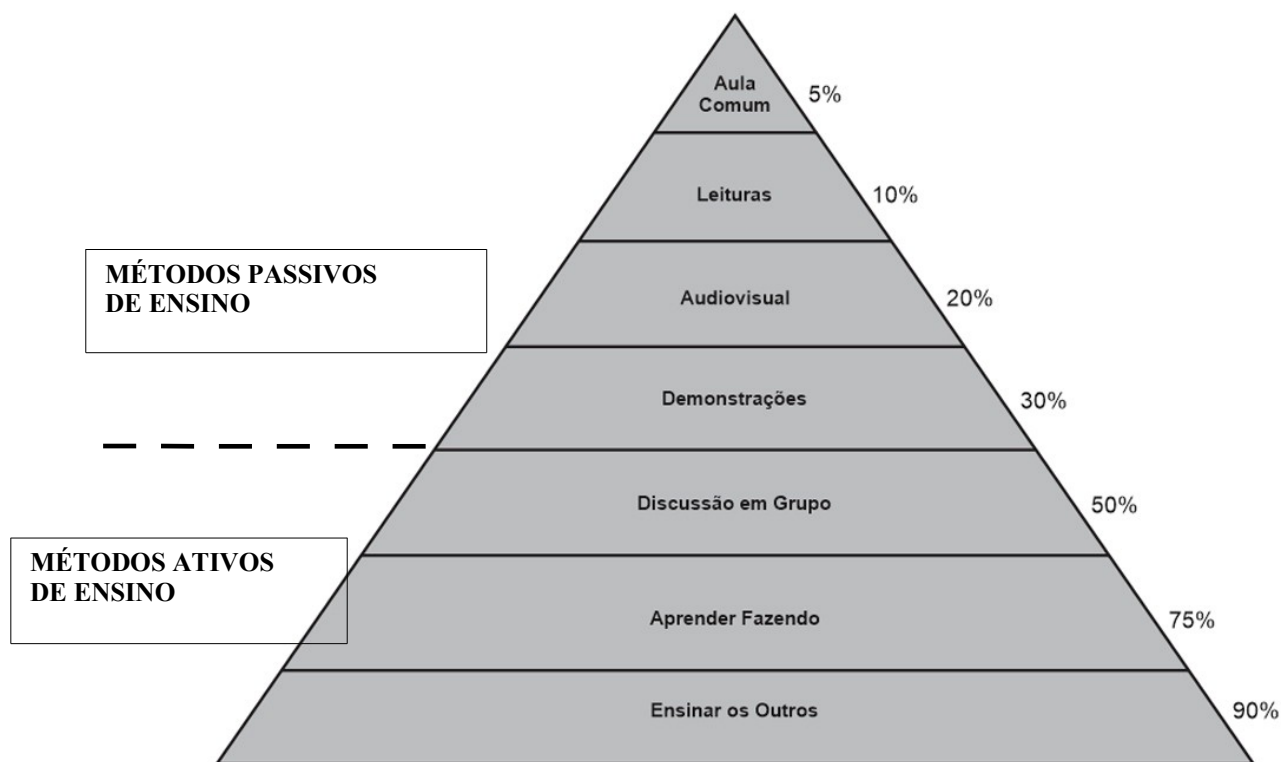 Aula
Comum
5%
Leituras
10%
MÉTODOS PASSIVOS
DE ENSINO
Audiovisual
20%
Demonstrações
30%
Discussão em Grupo
50%
MÉTODOS ATIVOS
DE ENSINO
Aprender Fazendo
75%
Ensinar os Outros
90%